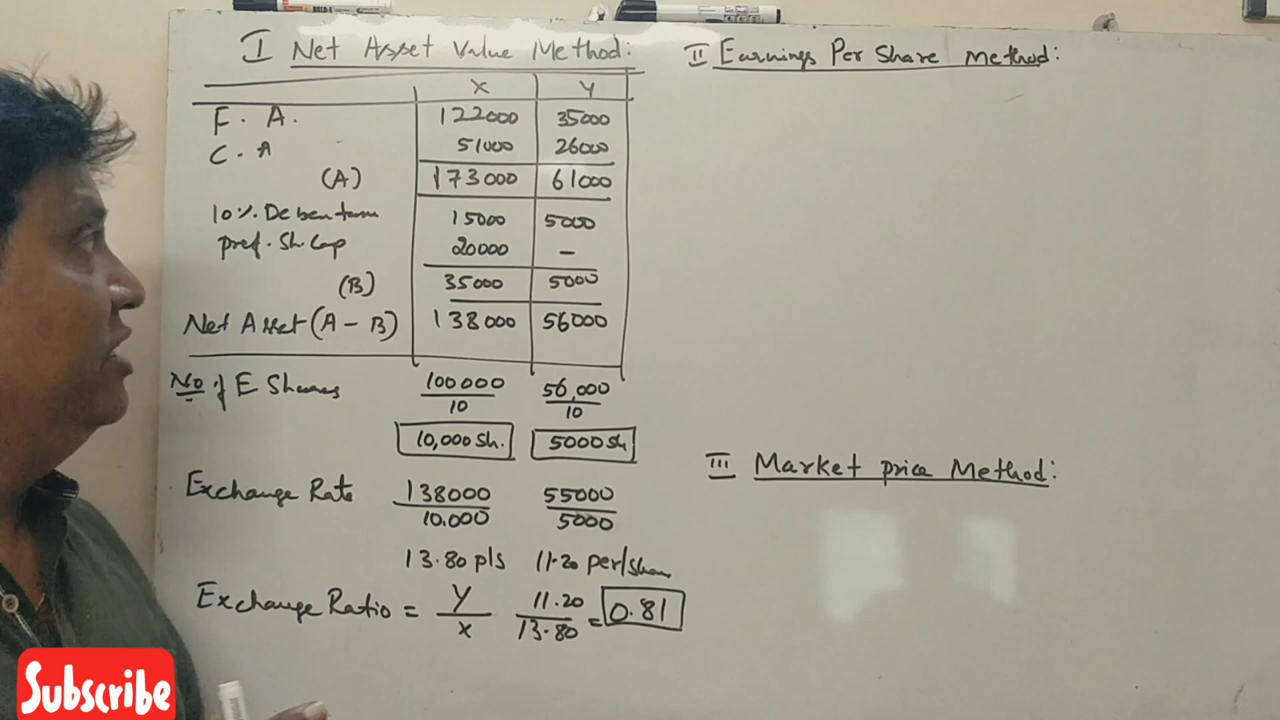 I Net Asset Value Method:
X Y
F. A. 122000 35000
C. A 51000 26000
(A) 173000 61000
10%. Debenturs 15000 5000
pref. Sh. Cap 20000 –
(B) 35000 5000
Net Asset (A – B) 138000 56000
No of E Shares 100000/10 56,000/10
10,000 Sh. 5000 Sh
Exchange Rate 138000/10.000 55000/5000
13.80 p/s 11.20 per/share
Exchange Ratio = Y/X 11.20/13.80 = 0.81
II Earnings Per Share Method:
III Market price Method:
Subscribe